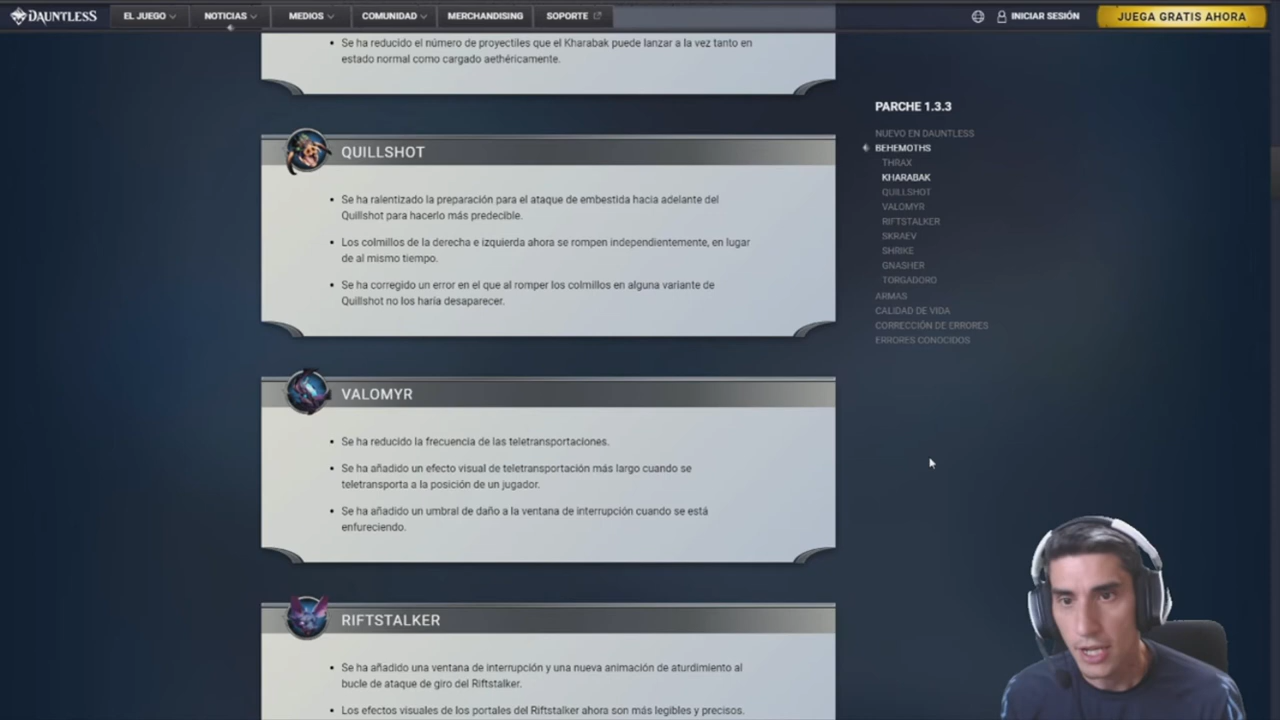 DAUNTLESS
EL JUEGO
NOTICIAS
MEDIOS
COMUNIDAD
MERCHANDISING
SOPORTE
INICIAR SESIÓN
JUEGA GRATIS AHORA
Se ha reducido el número de proyectiles que el Kharabak puede lanzar a la vez tanto en
estado normal como cargado aethéricamente.
QUILLSHOT
Se ha ralentizado la preparación para el ataque de embestida hacia adelante del
Quillshot para hacerlo más predecible.
Los colmillos de la derecha e izquierda ahora se rompen independientemente, en lugar
de al mismo tiempo.
Se ha corregido un error en el que al romper los colmillos en alguna variante de
Quillshot no los haría desaparecer.
VALOMYR
Se ha reducido la frecuencia de las teletransportaciones.
Se ha añadido un efecto visual de teletransportación más largo cuando se
teletransporta a la posición de un jugador.
Se ha añadido un umbral de daño a la ventana de interrupción cuando se está
enfureciendo.
RIFTSTALKER
Se ha añadido una ventana de interrupción y una nueva animación de aturdimiento al
bucle de ataque de giro del Riftstalker.
Los efectos visuales de los portales del Riftstalker ahora son más legibles y precisos.
PARCHE 1.3.3
NUEVO EN DAUNTLESS
BEHEMOTHS
THRAX
KHARABAK
QUILLSHOT
VALOMYR
RIFTSTALKER
SKRAEV
SHRIKE
GNASHER
TORGADORO
ARMAS
CALIDAD DE VIDA
CORRECCIÓN DE ERRORES
ERRORES CONOCIDOS